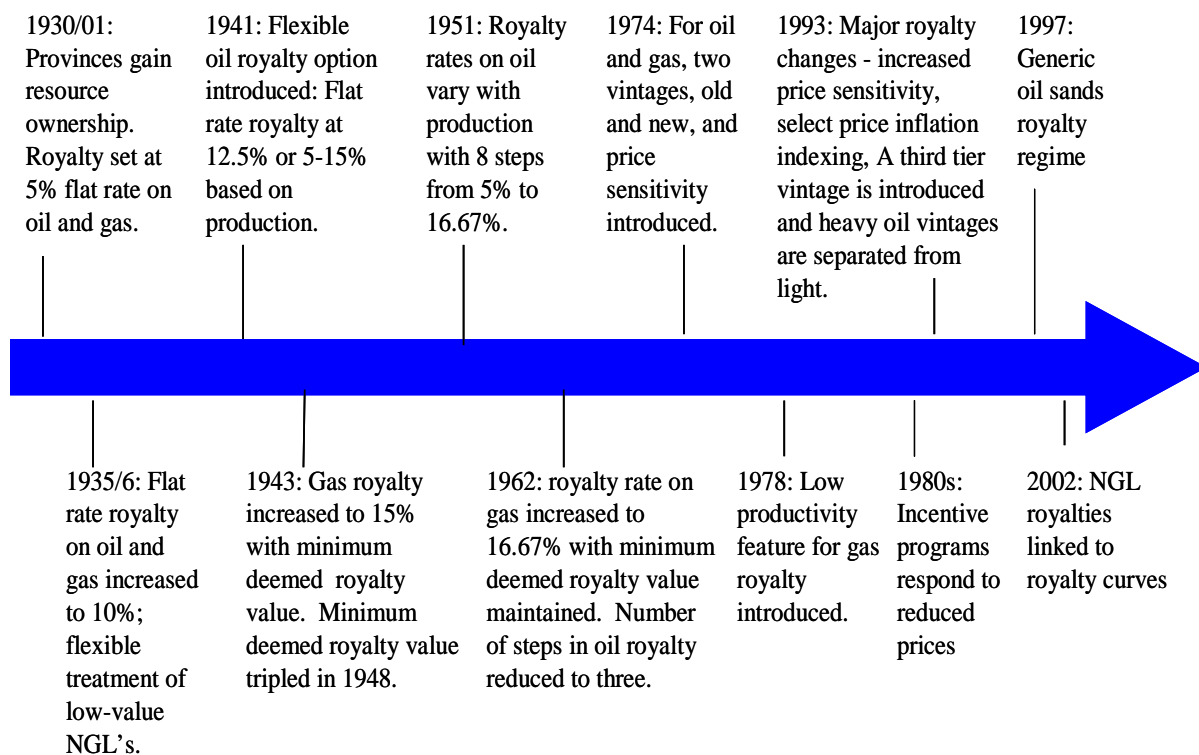 1930/01:
Provinces gain
resource
ownership.
Royalty set at
5% flat rate on
oil and gas.
1941: Flexible
oil royalty option
introduced: Flat
rate royalty at
12.5% or 5-15%
based on
production.
1951: Royalty
rates on oil
vary with
production
with 8 steps
from 5% to
16.67%.
1974: For oil
and gas, two
vintages, old
and new, and
price
sensitivity
introduced.
1993: Major royalty
changes - increased
price sensitivity,
select price inflation
indexing, A third tier
vintage is introduced
and heavy oil vintages
are separated from
light.
1997:
Generic
oil sands
royalty
regime
1935/6: Flat
rate royalty
on oil and
gas increased
to 10%;
flexible
treatment of
low-value
NGL's.
1943: Gas royalty
increased to 15%
with minimum
deemed royalty
value. Minimum
deemed royalty value
tripled in 1948.
1962: royalty rate on
gas increased to
16.67% with minimum
deemed royalty value
maintained. Number
of steps in oil royalty
reduced to three.
1978: Low
productivity
feature for gas
royalty
introduced.
1980s:
Incentive
programs
respond to
reduced
prices
2002: NGL
royalties
linked to
royalty curves